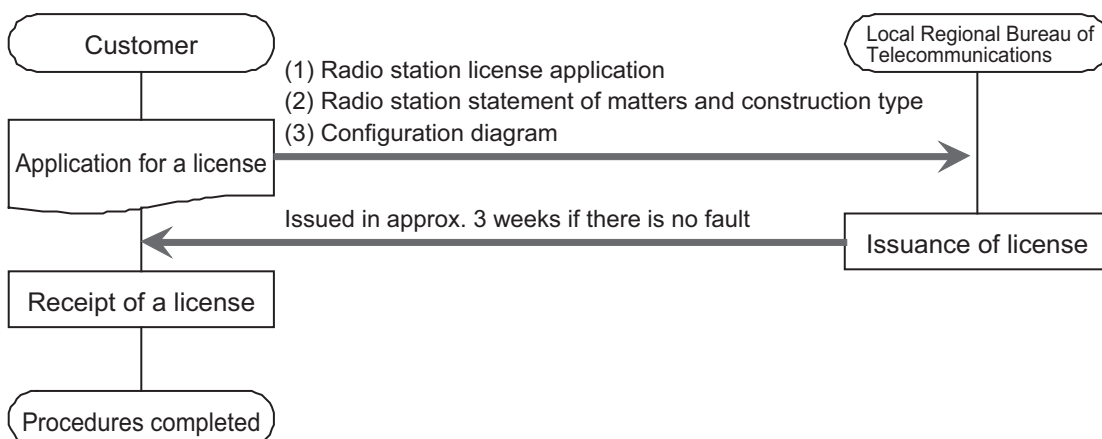 Customer
Local Regional Bureau of
Telecommunications
(1) Radio station license application
(2) Radio station statement of matters and construction type
(3) Configuration diagram
Application for a license
Issued in approx. 3 weeks if there is no fault
Issuance of license
Receipt of a license
Procedures completed